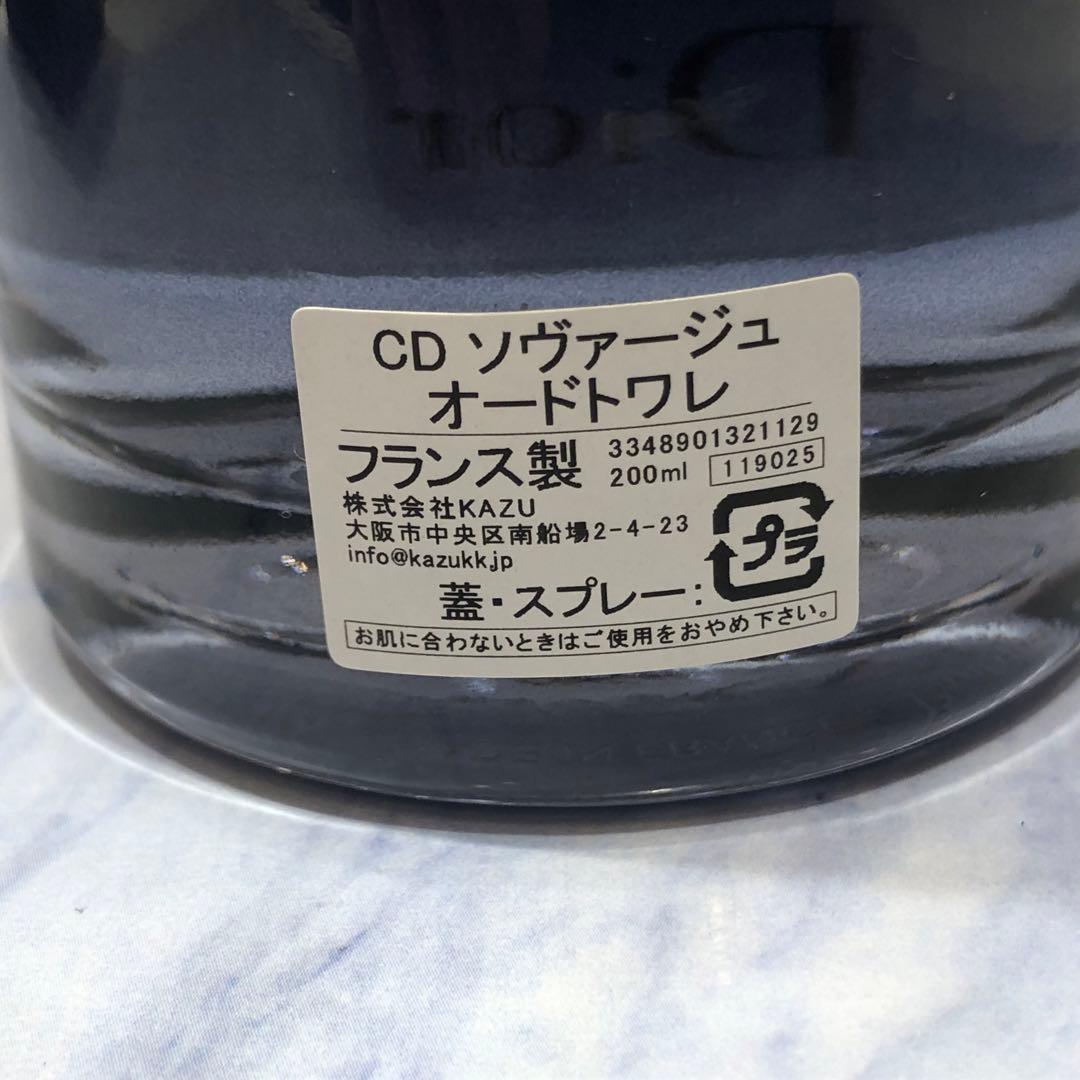 Dior
CD ソヴァージュ
オードトワレ
フランス製 3348901321129
200ml 119025
株式会社KAZU
大阪市中央区南船場2-4-23
info@kazukk.jp
プラ
蓋・スプレー:
お肌に合わないときはご使用をおやめ下さい。